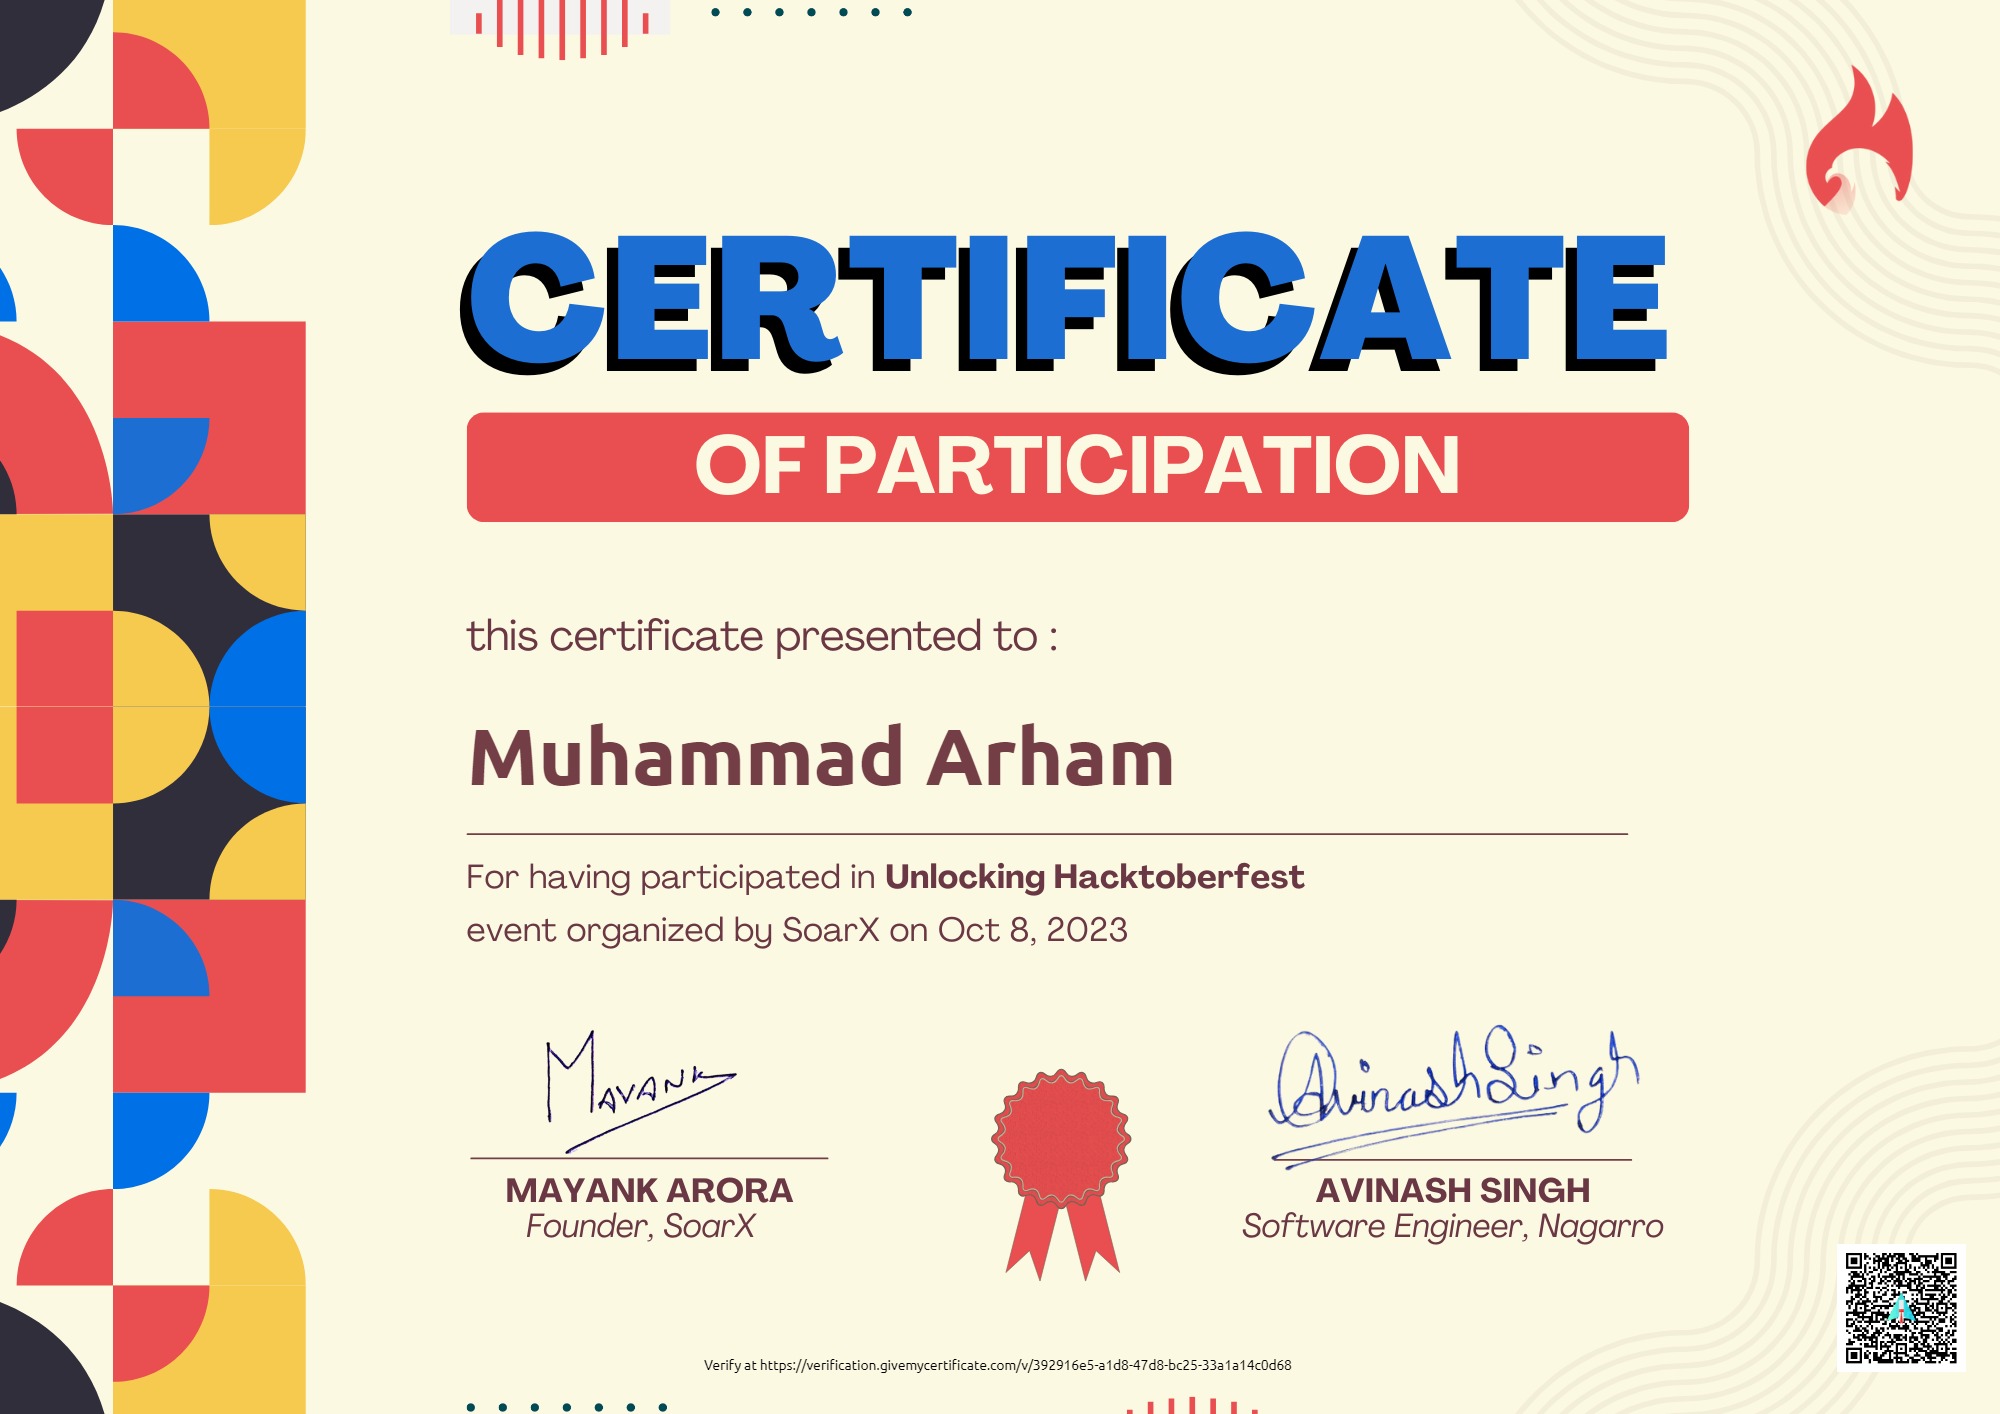 CERTIFICATE
OF PARTICIPATION
this certificate presented to :
Muhammad Arham
For having participated in Unlocking Hacktoberfest
event organized by SoarX on Oct 8, 2023
MAYANK
Avinash Singh
MAYANK ARORA
Founder, SoarX
AVINASH SINGH
Software Engineer, Nagarro
Verify at https://verification.givemycertificate.com/v/392916e5-a1d8-47d8-bc25-33a1a14c0d68